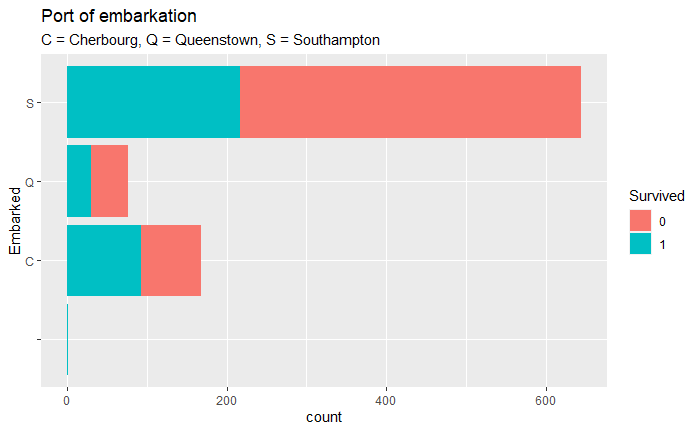 Port of embarkation
C = Cherbourg, Q = Queenstown, S = Southampton
S
Q
C
Embarked
0
200
400
600
count
Survived
0
1